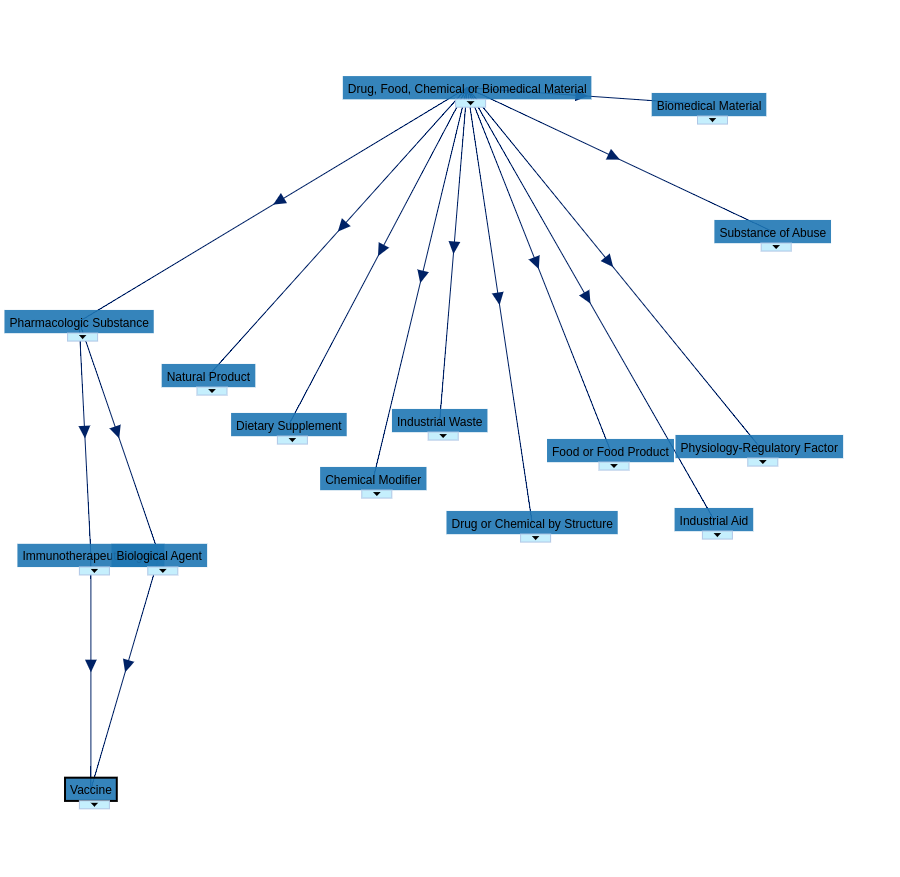 Drug, Food, Chemical or Biomedical Material
Biomedical Material
Substance of Abuse
Pharmacologic Substance
Natural Product
Dietary Supplement
Industrial Waste
Chemical Modifier
Food or Food Product
Physiology-Regulatory Factor
Drug or Chemical by Structure
Industrial Aid
Biological Agent
Vaccine